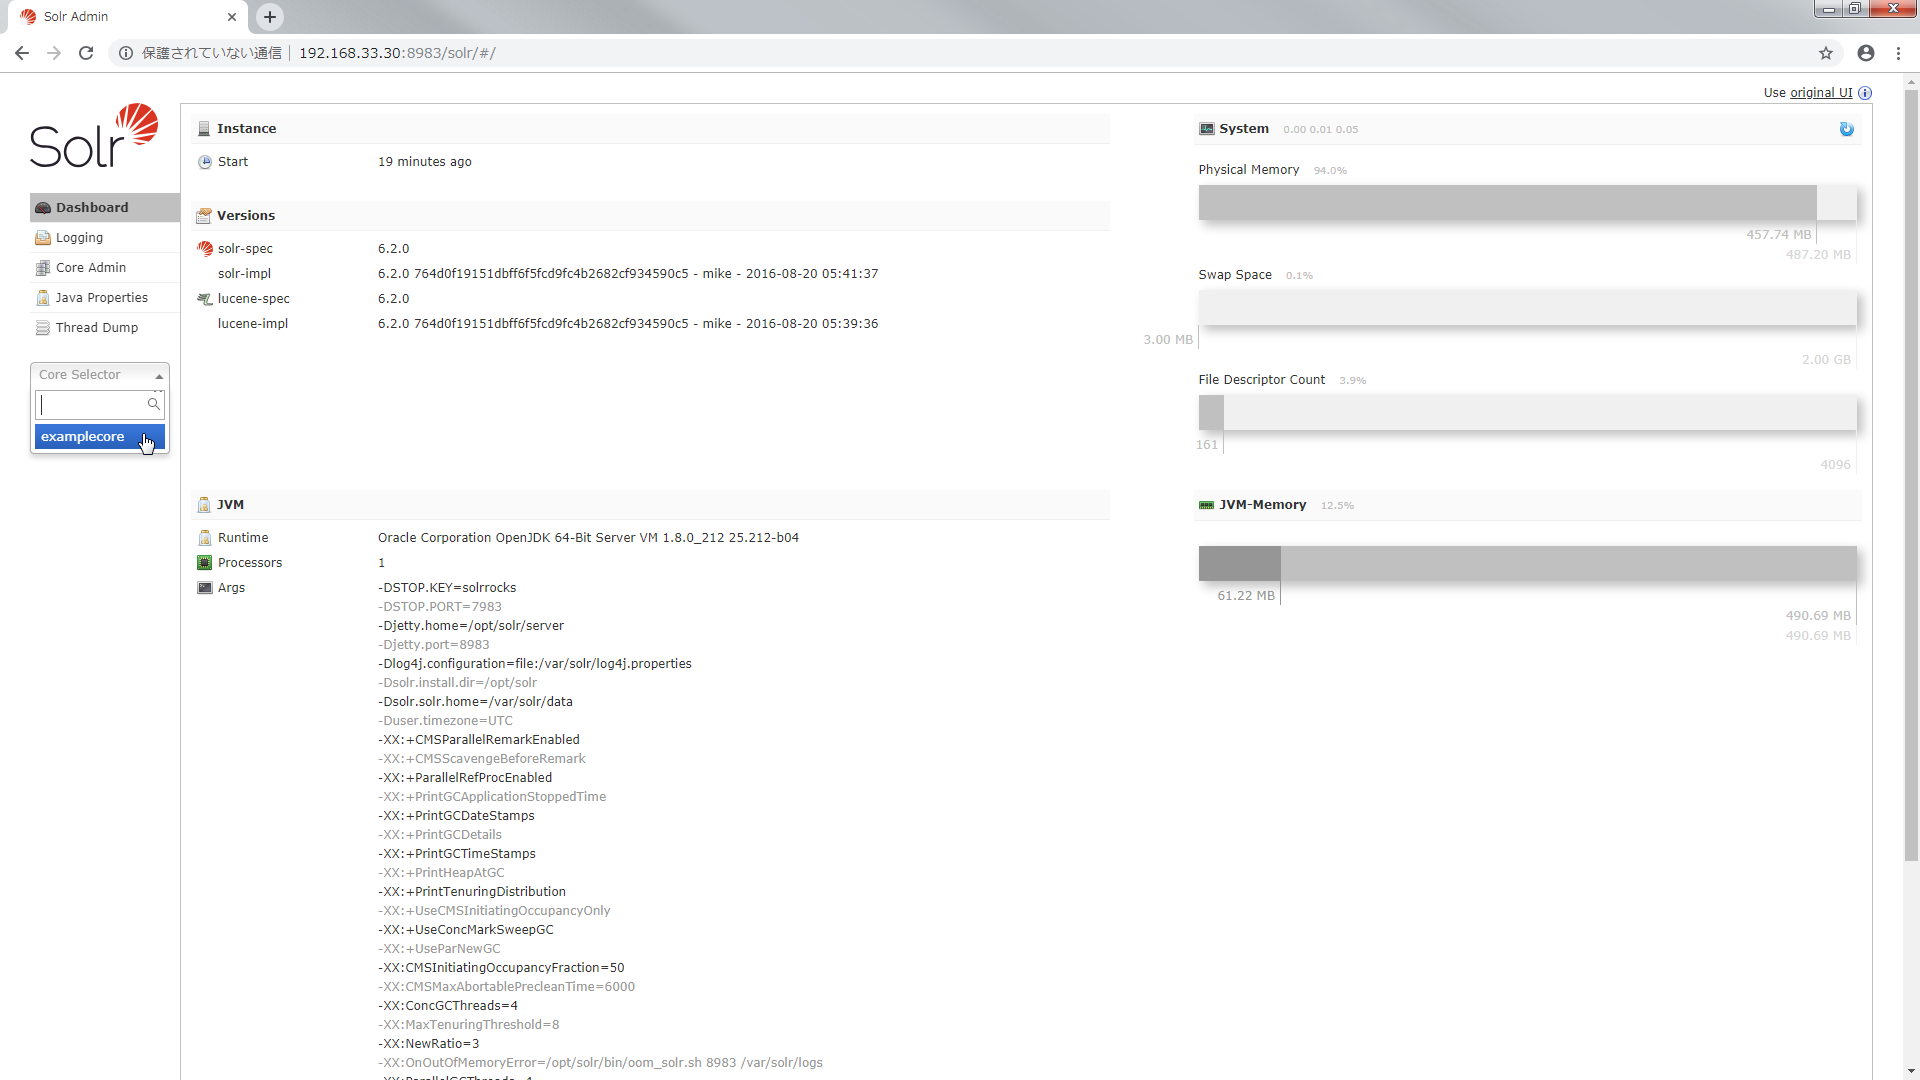 Solr Admin
保護されていない通信 192.168.33.30:8983/solr/#/
Use original UI
Solr
Dashboard
Logging
Core Admin
Java Properties
Thread Dump
Core Selector
examplecore
Instance
Start 19 minutes ago
Versions
solr-spec 6.2.0
solr-impl 6.2.0 764d0f19151dbff6f5fcd9fc4b2682cf934590c5 - mike - 2016-08-20 05:41:37
lucene-spec 6.2.0
lucene-impl 6.2.0 764d0f19151dbff6f5fcd9fc4b2682cf934590c5 - mike - 2016-08-20 05:39:36
JVM
Runtime Oracle Corporation OpenJDK 64-Bit Server VM 1.8.0_212 25.212-b04
Processors 1
Args -DSTOP.KEY=solrrocks
-DSTOP.PORT=7983
-Djetty.home=/opt/solr/server
-Djetty.port=8983
-Dlog4j.configuration=file:/var/solr/log4j.properties
-Dsolr.install.dir=/opt/solr
-Dsolr.solr.home=/var/solr/data
-Duser.timezone=UTC
-XX:+CMSParallelRemarkEnabled
-XX:+CMSScavengeBeforeRemark
-XX:+ParallelRefProcEnabled
-XX:+PrintGCApplicationStoppedTime
-XX:+PrintGCDateStamps
-XX:+PrintGCDetails
-XX:+PrintGCTimeStamps
-XX:+PrintHeapAtGC
-XX:+PrintTenuringDistribution
-XX:+UseCMSInitiatingOccupancyOnly
-XX:+UseConcMarkSweepGC
-XX:+UseParNewGC
-XX:CMSInitiatingOccupancyFraction=50
-XX:CMSMaxAbortablePrecleanTime=6000
-XX:ConcGCThreads=4
-XX:MaxTenuringThreshold=8
-XX:NewRatio=3
-XX:OnOutOfMemoryError=/opt/solr/bin/oom_solr.sh 8983 /var/solr/logs
System 0.00 0.01 0.05
Physical Memory 94.0%
457.74 MB
487.20 MB
Swap Space 0.1%
3.00 MB
2.00 GB
File Descriptor Count 3.9%
161
4096
JVM-Memory 12.5%
61.22 MB
490.69 MB
490.69 MB